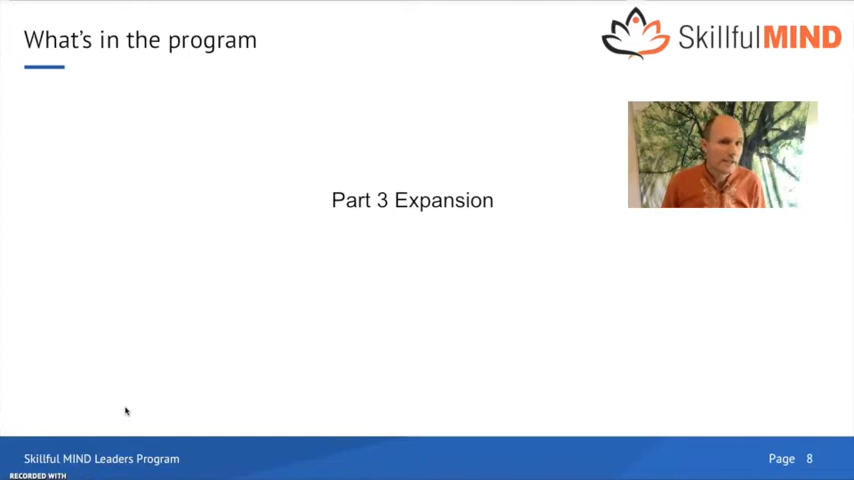 What's in the program
SkillfulMIND
Part 3 Expansion
Skillful MIND Leaders Program
Page 8
RECORDED WITH